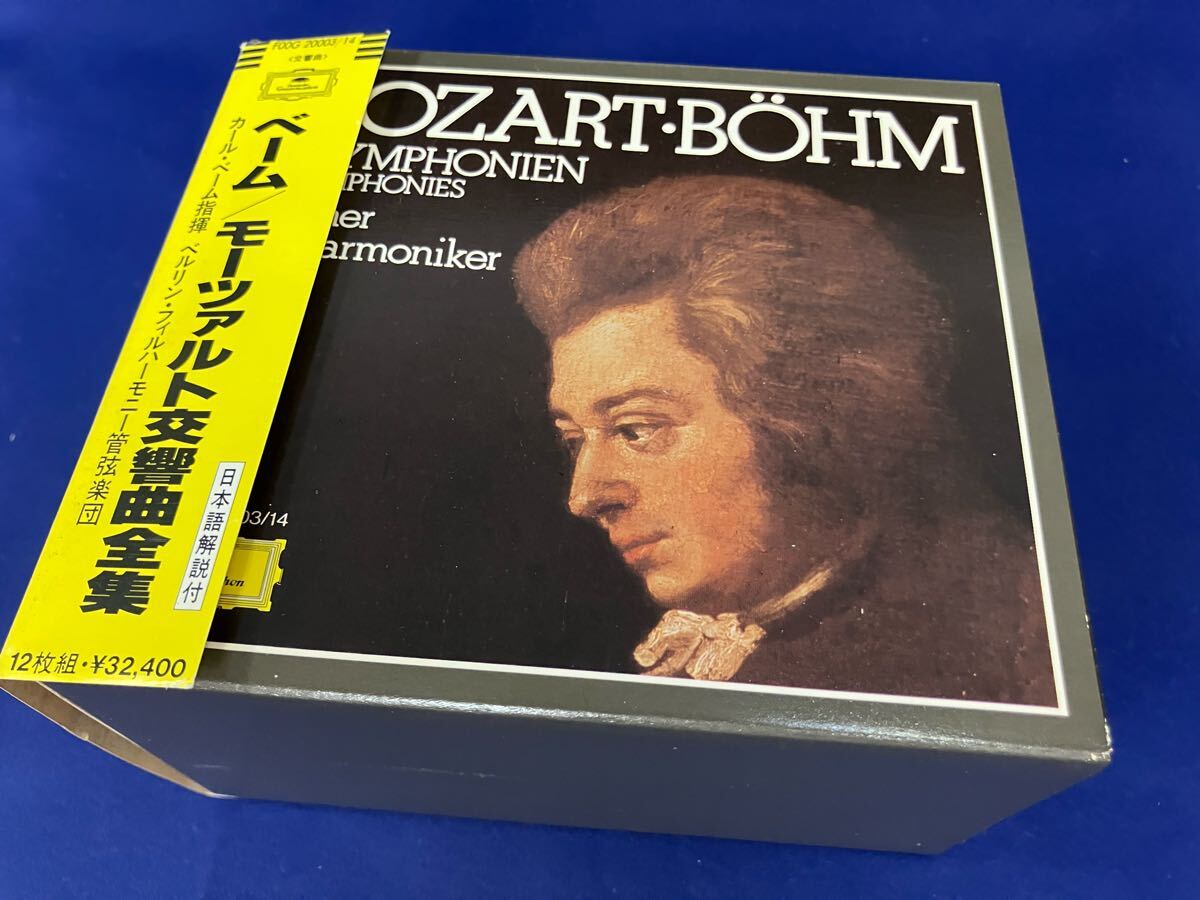 F00G 20003/14
〈交響曲〉
Deutsche
Grammophon
ベーム/モーツァルト交響曲全集
カール・ベーム指揮 ベルリン・フィルハーモニー管弦楽団
日本語解説付
12枚組・¥32,400
OZART・BÖHM
YMPHONIEN
PHONIES
ner
armoniker
03/14
hon